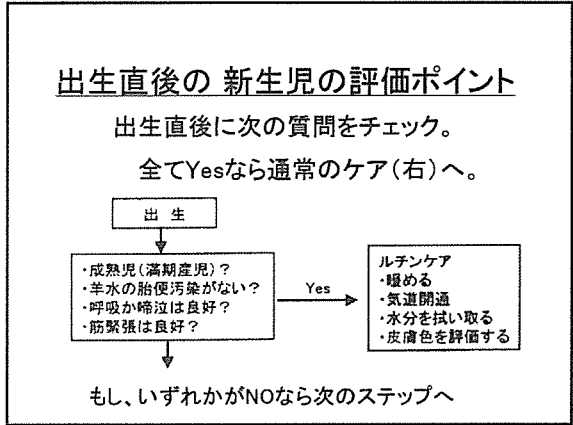 出生直後の 新生児の評価ポイント
出生直後に次の質問をチェック。
全てYesなら通常のケア（右）へ。
出 生
・成熟児(満期産児)？
・羊水の胎便汚染がない？
・呼吸か啼泣は良好？
・筋緊張は良好？
Yes
ルチンケア
・暖める
・気道開通
・水分を拭い取る
・皮膚色を評価する
もし、いずれかがNOなら次のステップへ